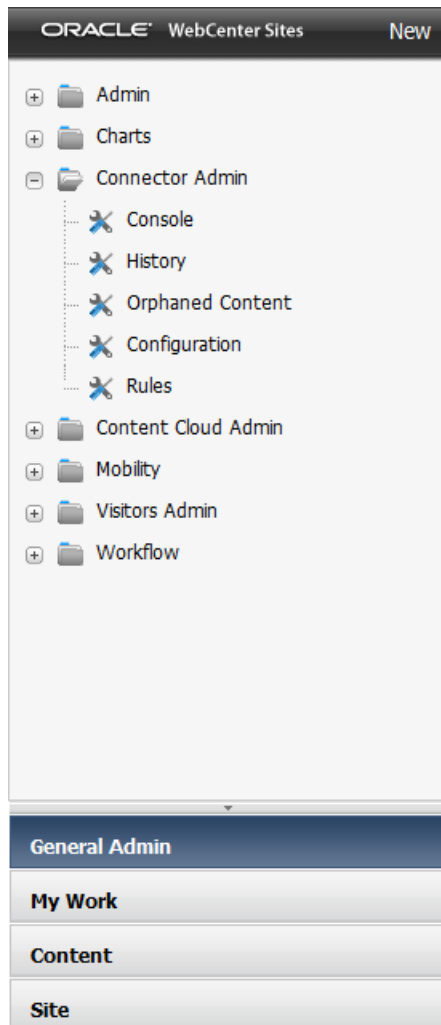 ORACLE WebCenter Sites New
Admin
Charts
Connector Admin
Console
History
Orphaned Content
Configuration
Rules
Content Cloud Admin
Mobility
Visitors Admin
Workflow
General Admin
My Work
Content
Site